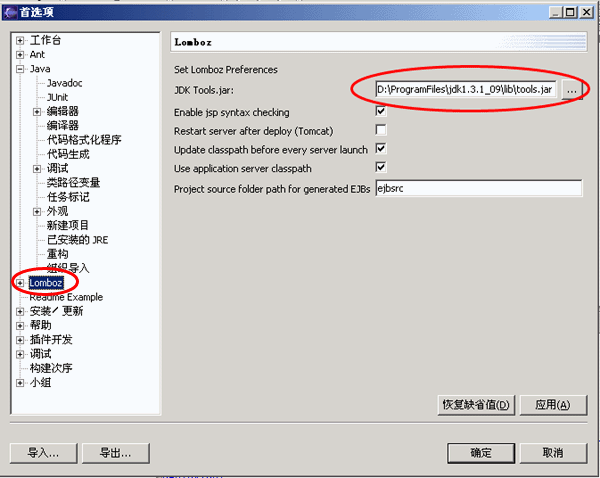 首选项
工作台
Ant
Java
Javadoc
JUnit
编辑器
编译器
代码格式化程序
代码生成
调试
类路径变量
任务标记
外观
新建项目
已安装的 JRE
重构
组织导入
Lomboz
Readme Example
安装／更新
帮助
插件开发
调试
构建次序
小组
Lomboz
Set Lomboz Preferences
JDK Tools.jar: D:\ProgramFiles\jdk1.3.1_09\lib\tools.jar ...
Enable jsp syntax checking
Restart server after deploy (Tomcat)
Update classpath before every server launch
Use application server classpath
Project source folder path for generated EJBs ejbsrc
恢复缺省值(D) 应用(A)
导入... 导出... 确定 取消